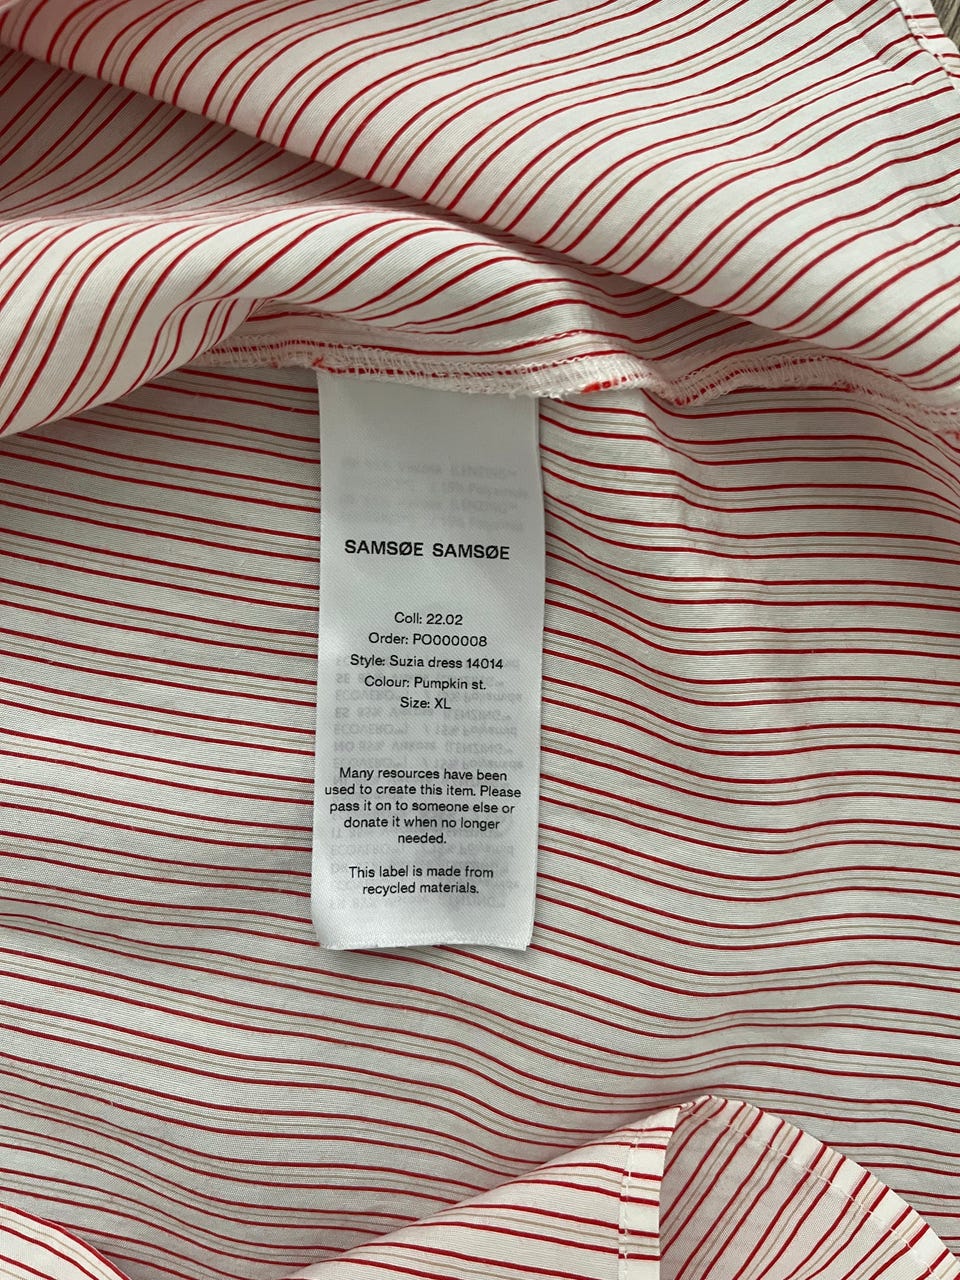 SAMSØE SAMSØE
Coll: 22.02
Order: PO000008
Style: Suzia dress 14014
Colour: Pumpkin st.
Size: XL
Many resources have been
used to create this item. Please
pass it on to someone else or
donate it when no longer
needed.
This label is made from
recycled materials.